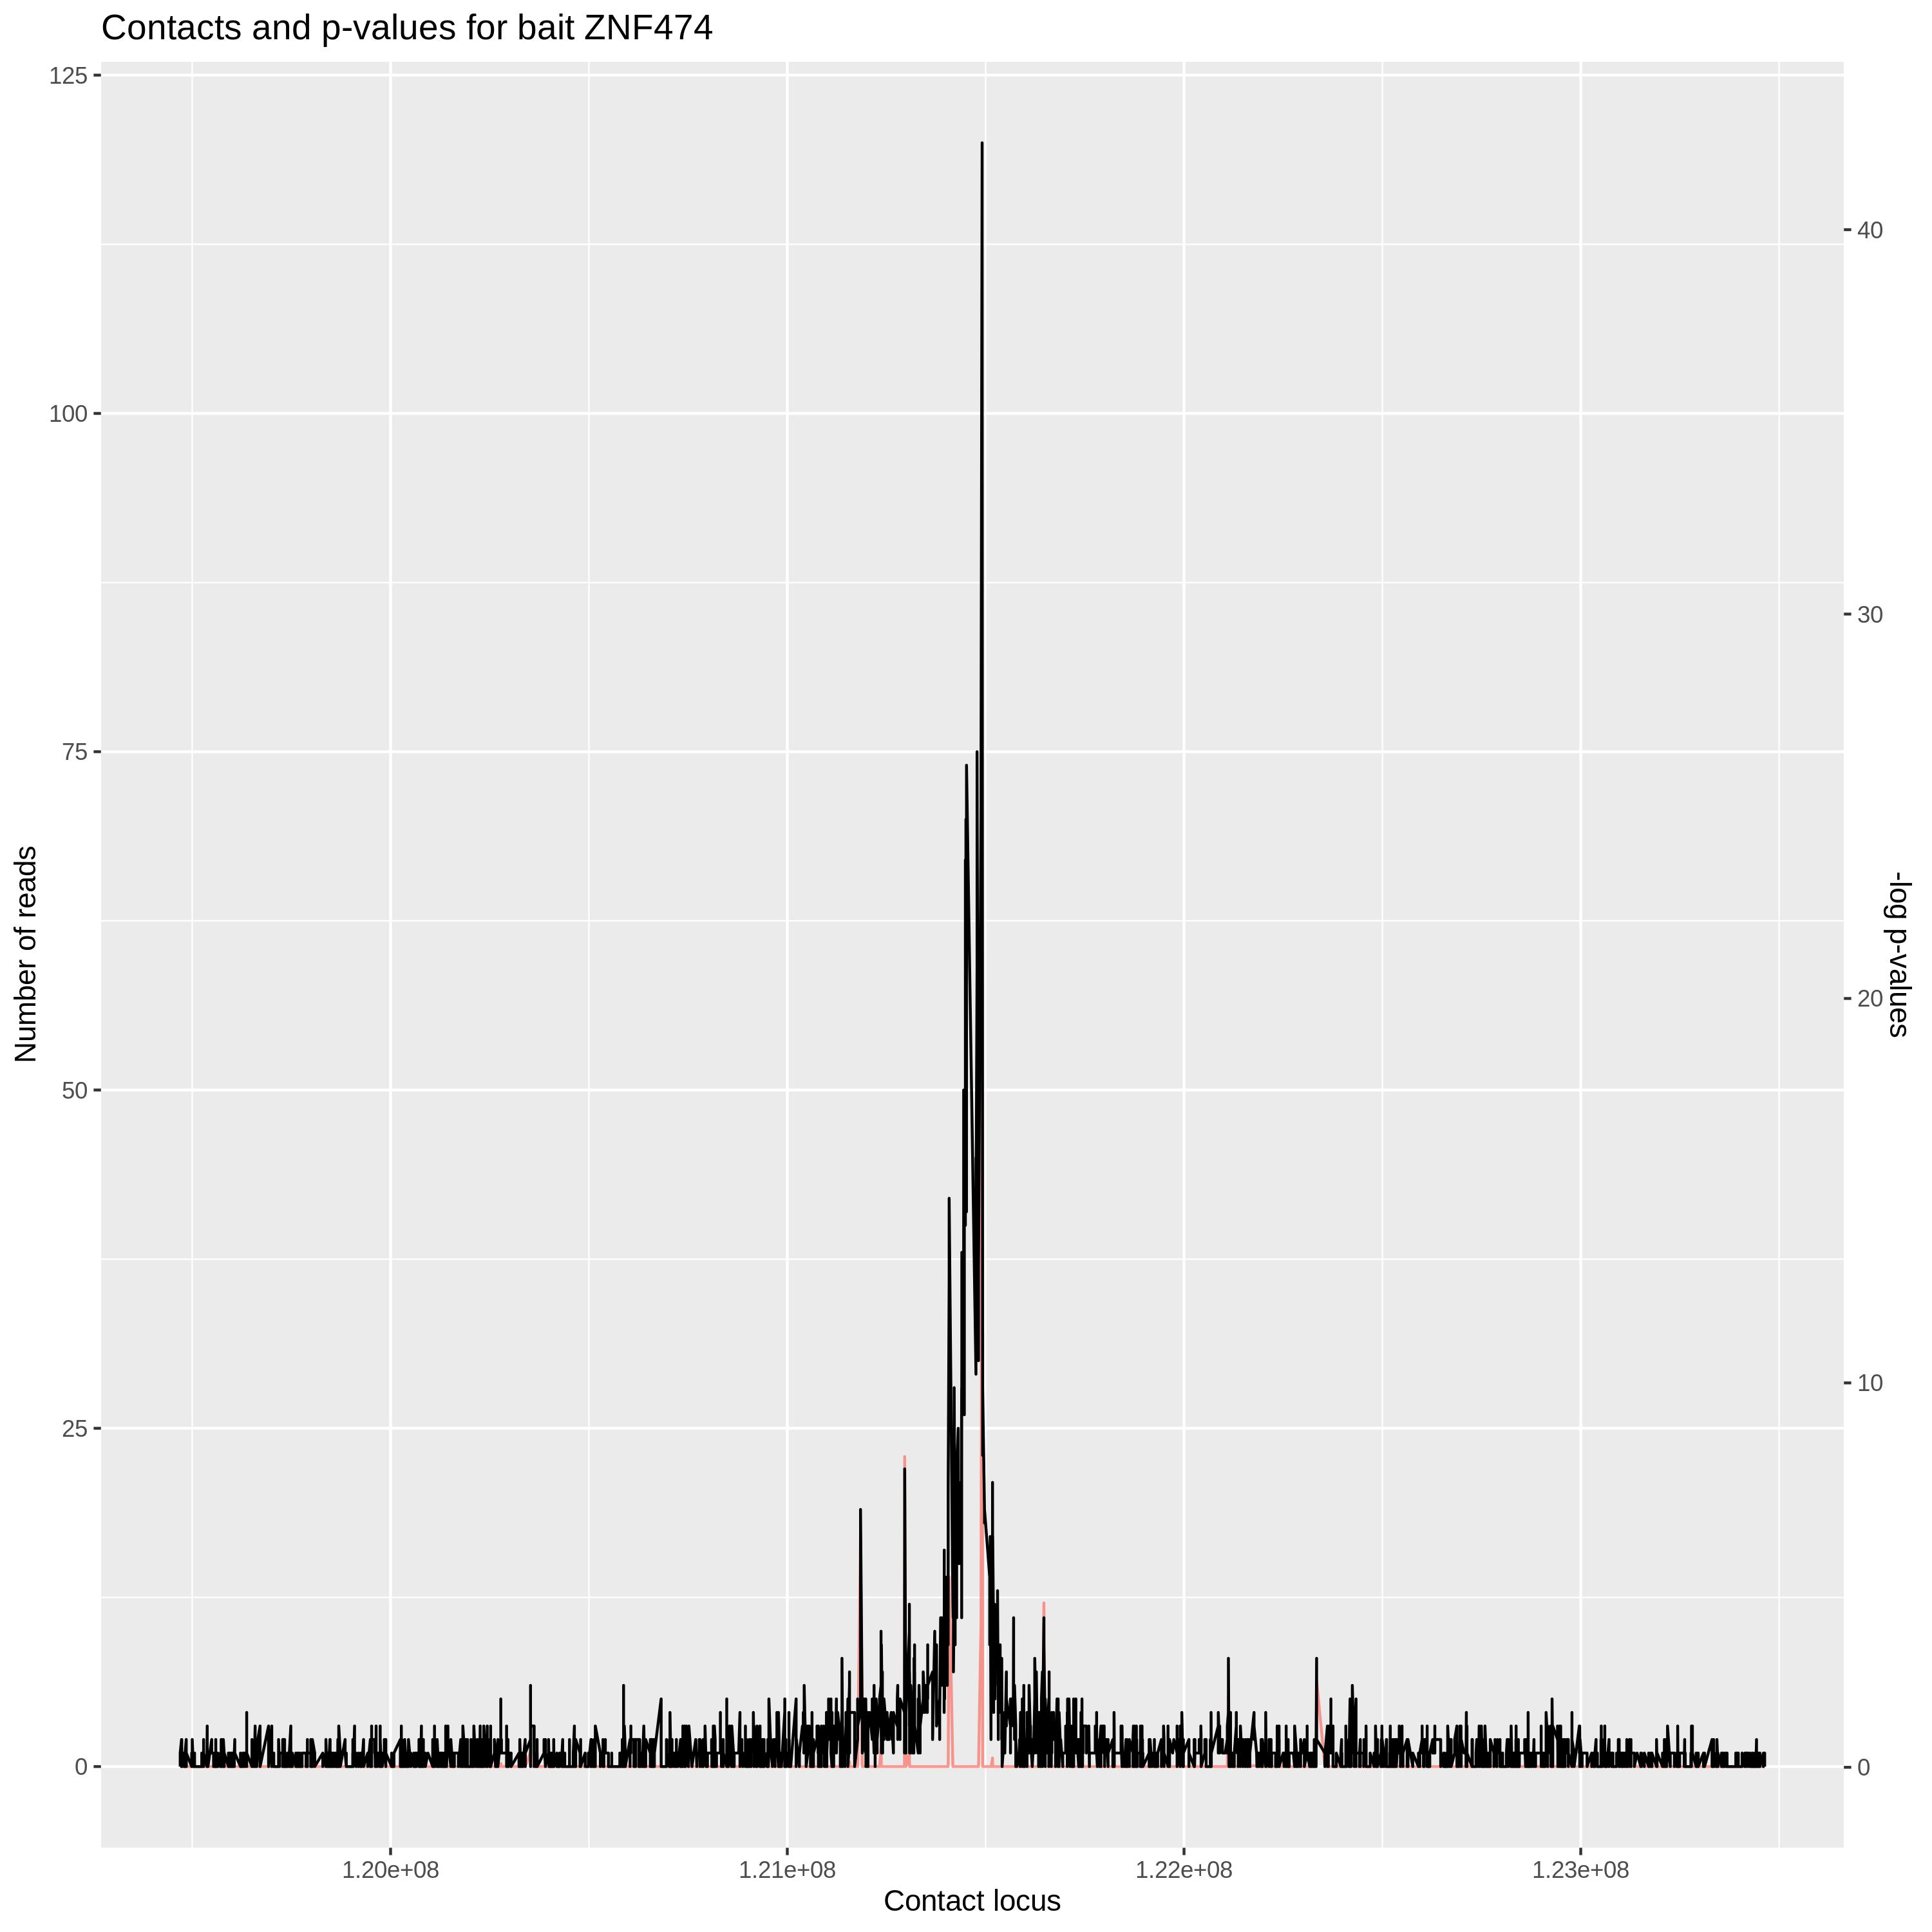 Contacts and p-values for bait ZNF474
125
100
75
50
25
0
Number of reads
40
30
20
10
0
-log p-values
1.20e+08
1.21e+08
1.22e+08
1.23e+08
Contact locus